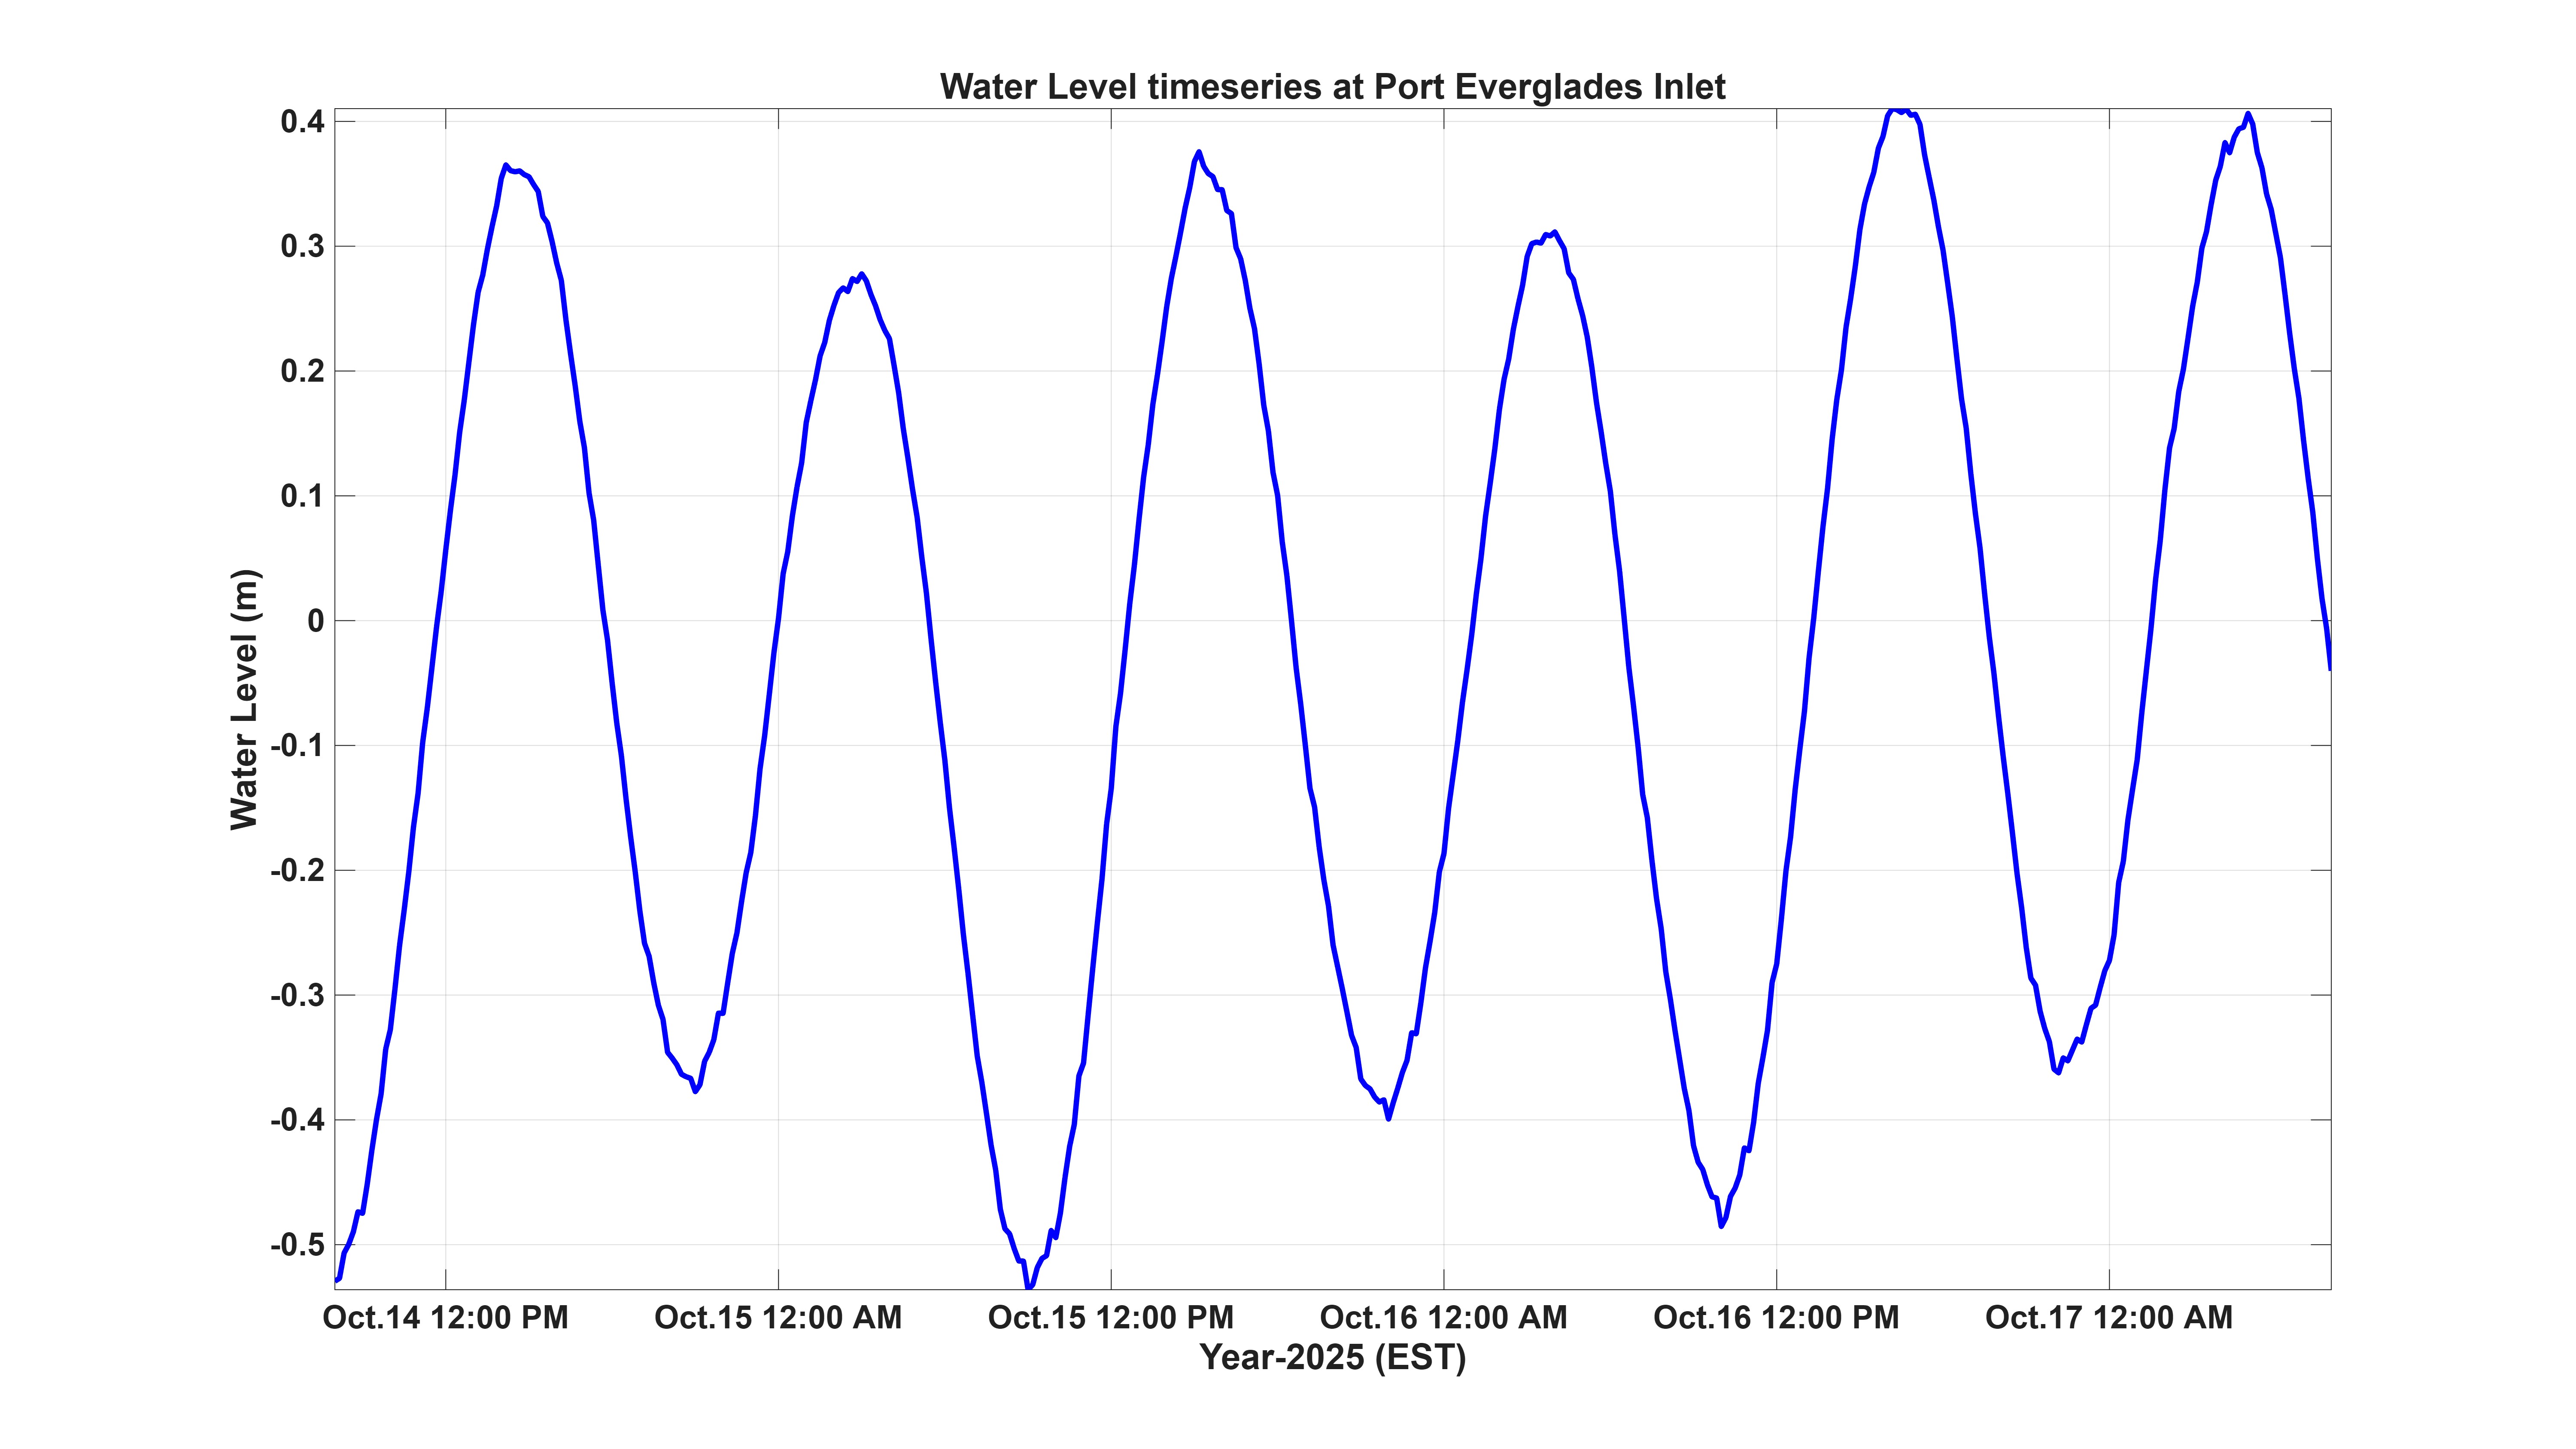 Water Level timeseries at Port Everglades Inlet
0.4
0.3
0.2
0.1
0
-0.1
-0.2
-0.3
-0.4
-0.5
Water Level (m)
Oct.14 12:00 PM
Oct.15 12:00 AM
Oct.15 12:00 PM
Oct.16 12:00 AM
Oct.16 12:00 PM
Oct.17 12:00 AM
Year-2025 (EST)